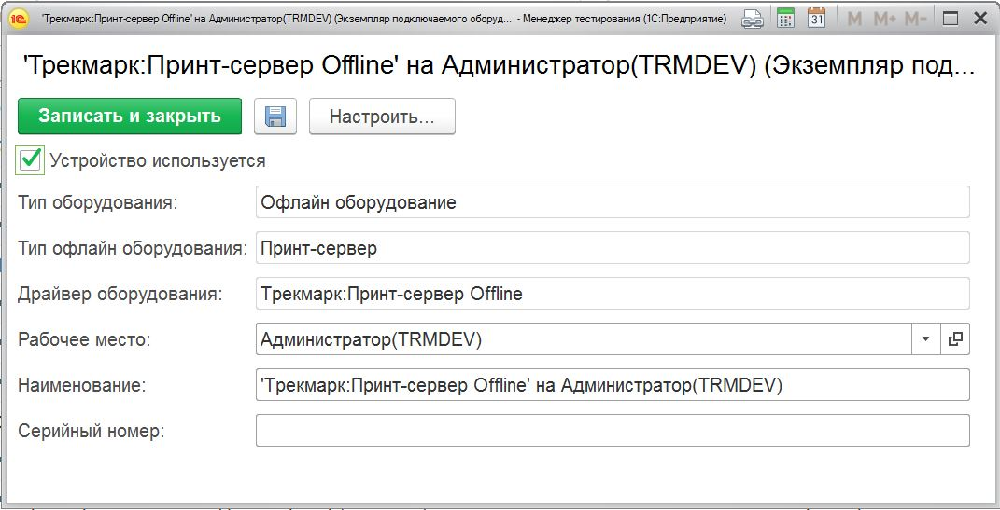 'Трекмарк:Принт-сервер Offline' на Администратор(TRMDEV) (Экземпляр подключаемого оборуд... - Менеджер тестирования (1С:Предприятие)
31 M M+ M-
'Трекмарк:Принт-сервер Offline' на Администратор(TRMDEV) (Экземпляр под...
Записать и закрыть
Настроить...
Устройство используется
Тип оборудования: Офлайн оборудование
Тип офлайн оборудования: Принт-сервер
Драйвер оборудования: Трекмарк:Принт-сервер Offline
Рабочее место: Администратор(TRMDEV)
Наименование: 'Трекмарк:Принт-сервер Offline' на Администратор(TRMDEV)
Серийный номер: